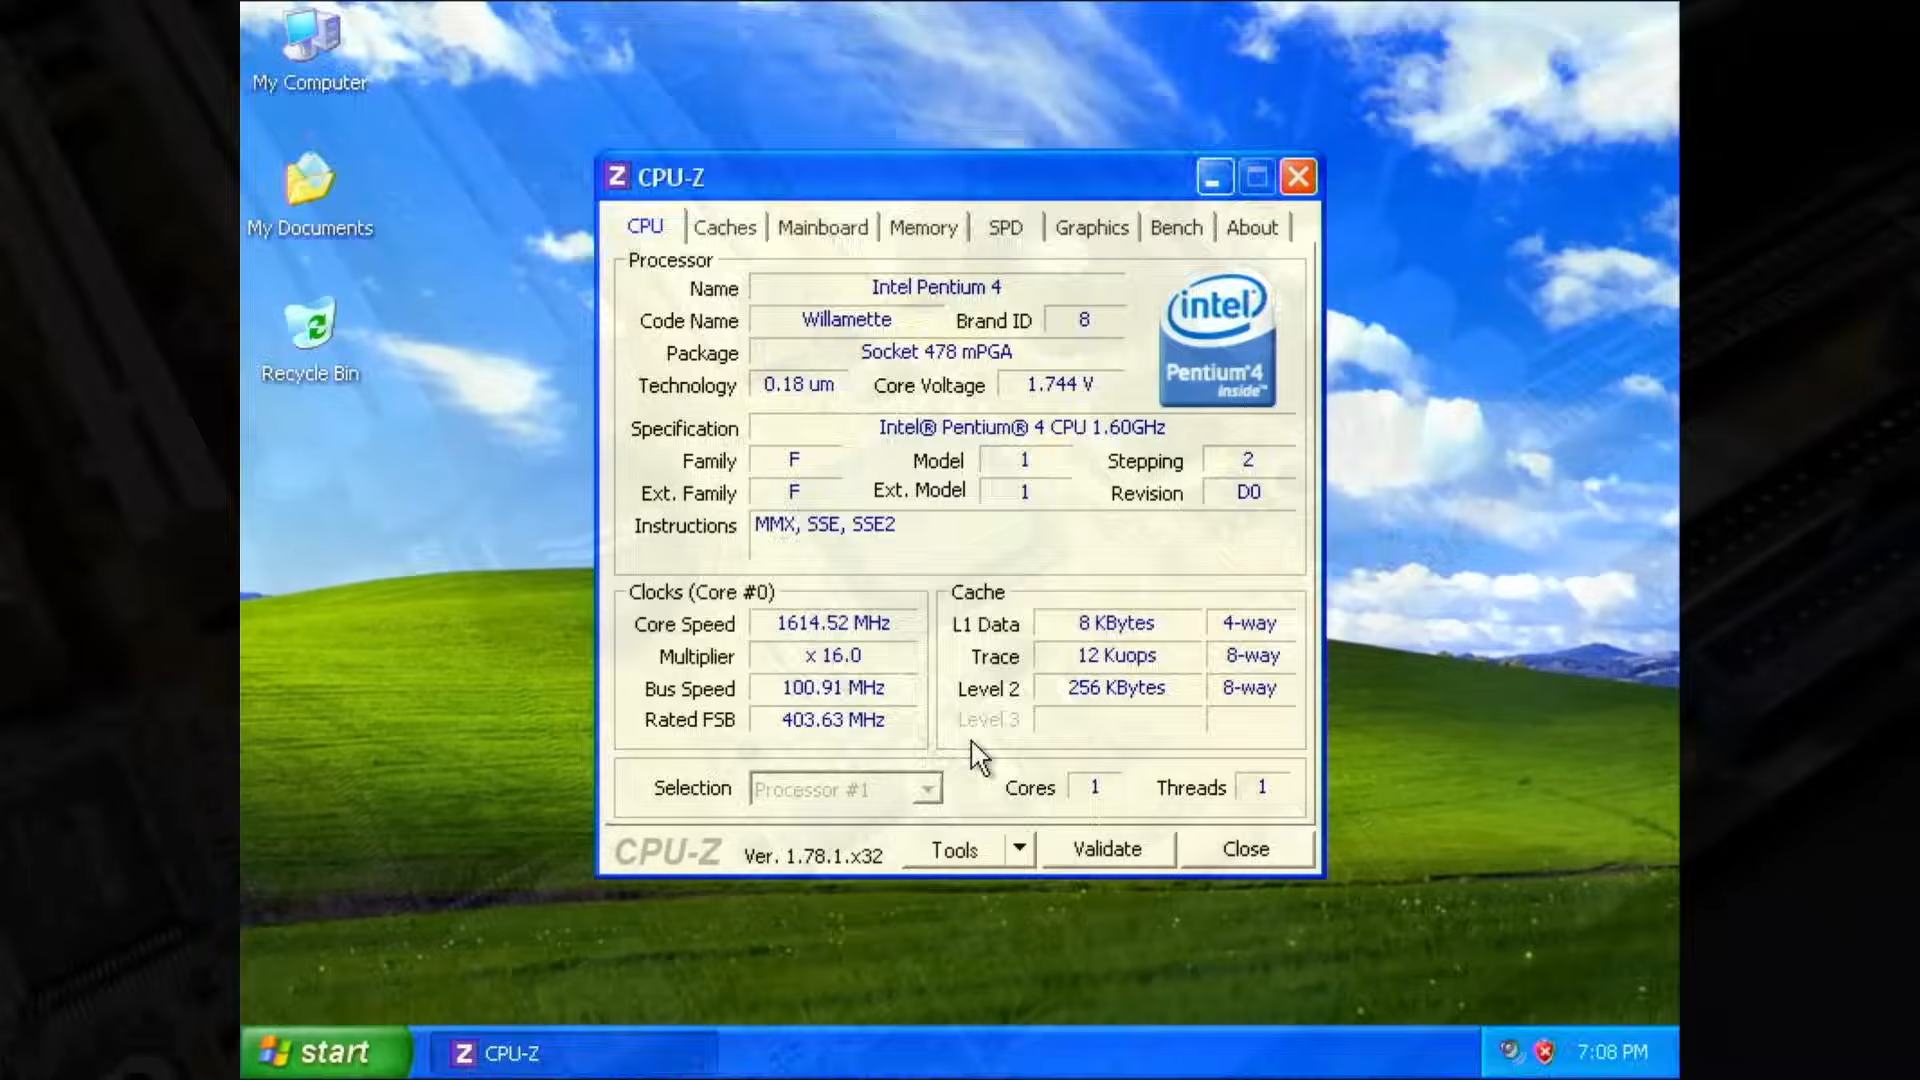 My Computer
My Documents
Recycle Bin
Z CPU-Z
CPU Caches Mainboard Memory SPD Graphics Bench About
Processor
Name Intel Pentium 4
Code Name Willamette Brand ID 8
Package Socket 478 mPGA
Technology 0.18 um Core Voltage 1.744 V
intel
Pentium®4
inside™
Specification Intel® Pentium® 4 CPU 1.60GHz
Family F Model 1 Stepping 2
Ext. Family F Ext. Model 1 Revision D0
Instructions MMX, SSE, SSE2
Clocks (Core #0)
Core Speed 1614.52 MHz
Multiplier x 16.0
Bus Speed 100.91 MHz
Rated FSB 403.63 MHz
Cache
L1 Data 8 KBytes 4-way
Trace 12 Kuops 8-way
Level 2 256 KBytes 8-way
Level 3
Selection Processor #1 Cores 1 Threads 1
CPU-Z Ver. 1.78.1.x32 Tools Validate Close
start Z CPU-Z 7:08 PM